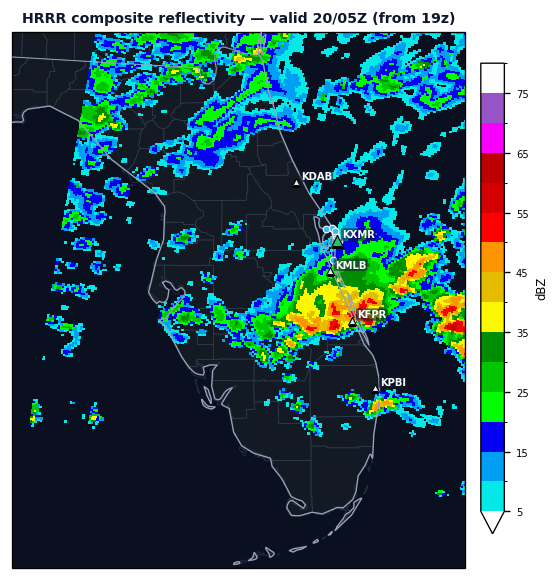 HRRR composite reflectivity — valid 20/05Z (from 19z)
KDAB
KXMR
KMLB
KFPR
KPBI
75
65
55
45
35
25
15
5
dBZ